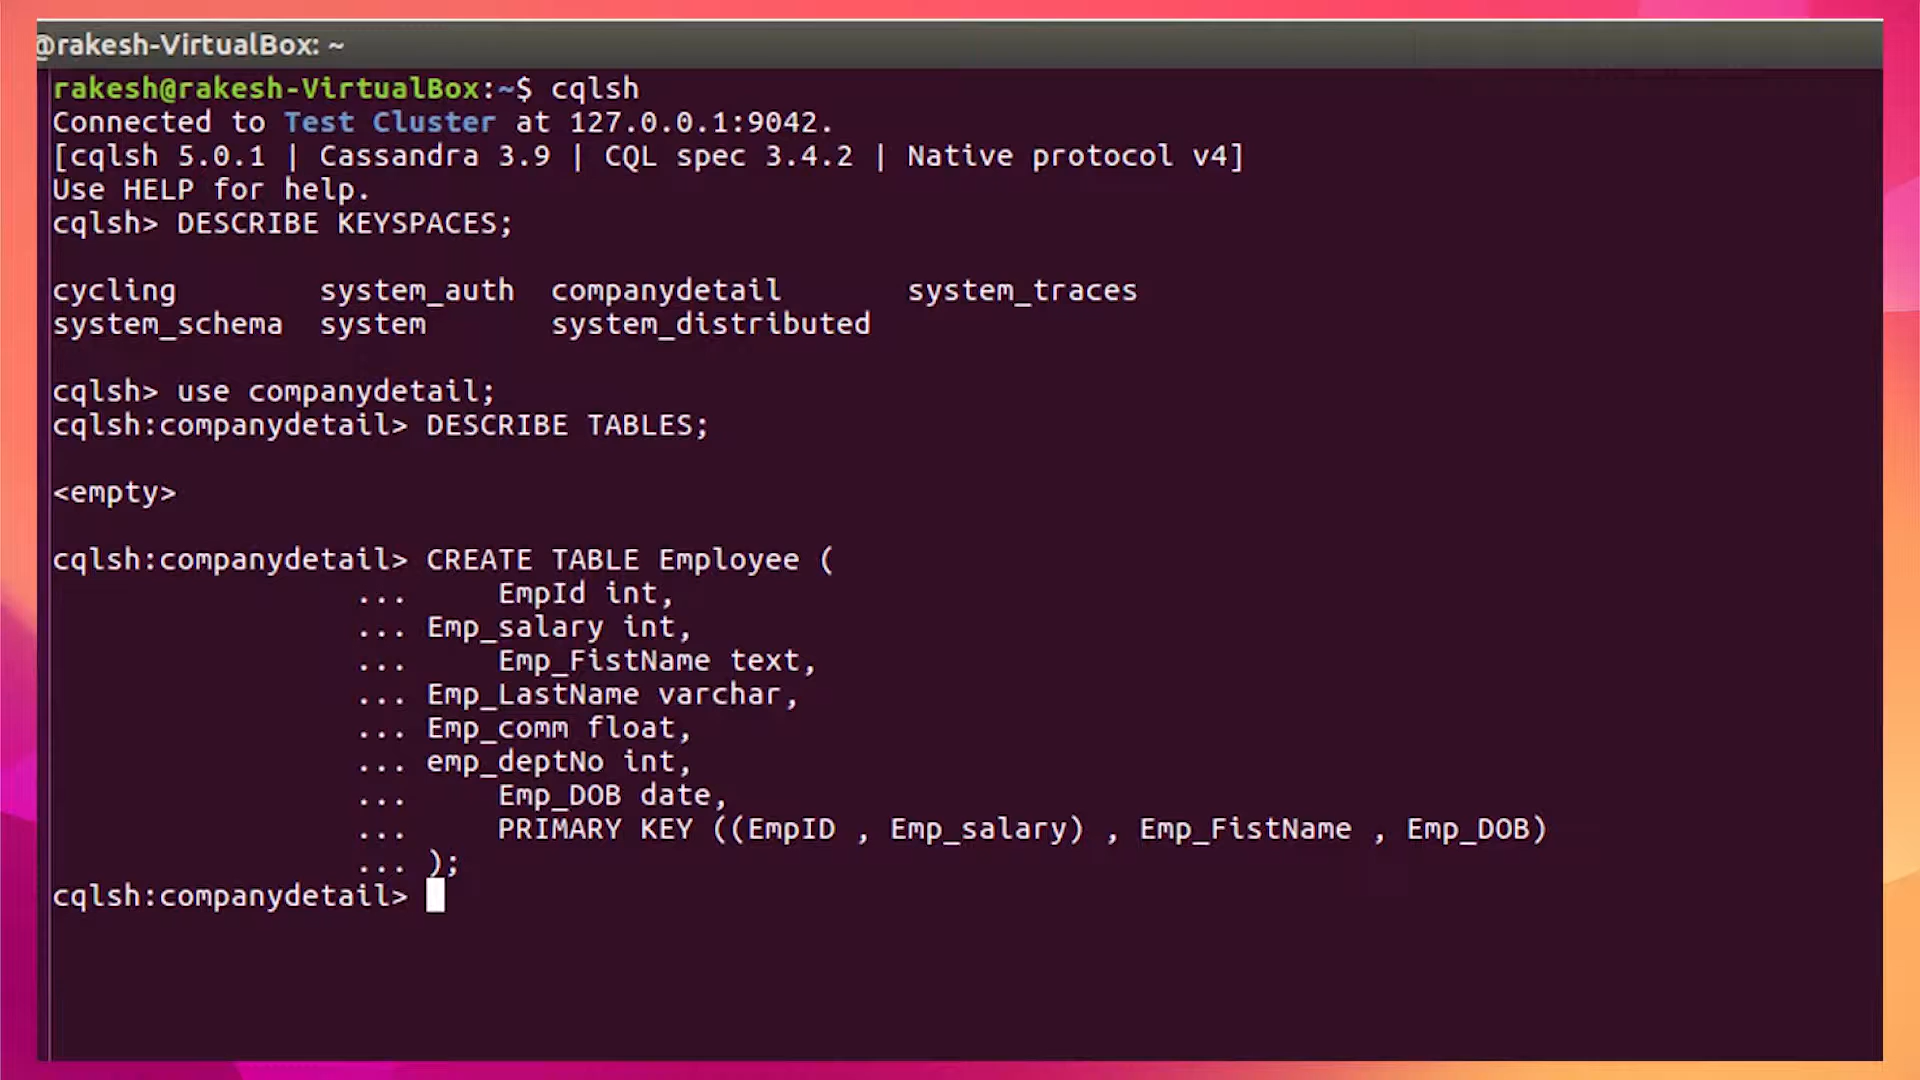 @rakesh-VirtualBox: ~
rakesh@rakesh-VirtualBox:~$ cqlsh
Connected to Test Cluster at 127.0.0.1:9042.
[cqlsh 5.0.1 | Cassandra 3.9 | CQL spec 3.4.2 | Native protocol v4]
Use HELP for help.
cqlsh> DESCRIBE KEYSPACES;
cycling system_auth companydetail system_traces
system_schema system system_distributed
cqlsh> use companydetail;
cqlsh:companydetail> DESCRIBE TABLES;
<empty>
cqlsh:companydetail> CREATE TABLE Employee (
... EmpId int,
... Emp_salary int,
... Emp_FistName text,
... Emp_LastName varchar,
... Emp_comm float,
... emp_deptNo int,
... Emp_DOB date,
... PRIMARY KEY ((EmpID , Emp_salary) , Emp_FistName , Emp_DOB)
... );
cqlsh:companydetail>